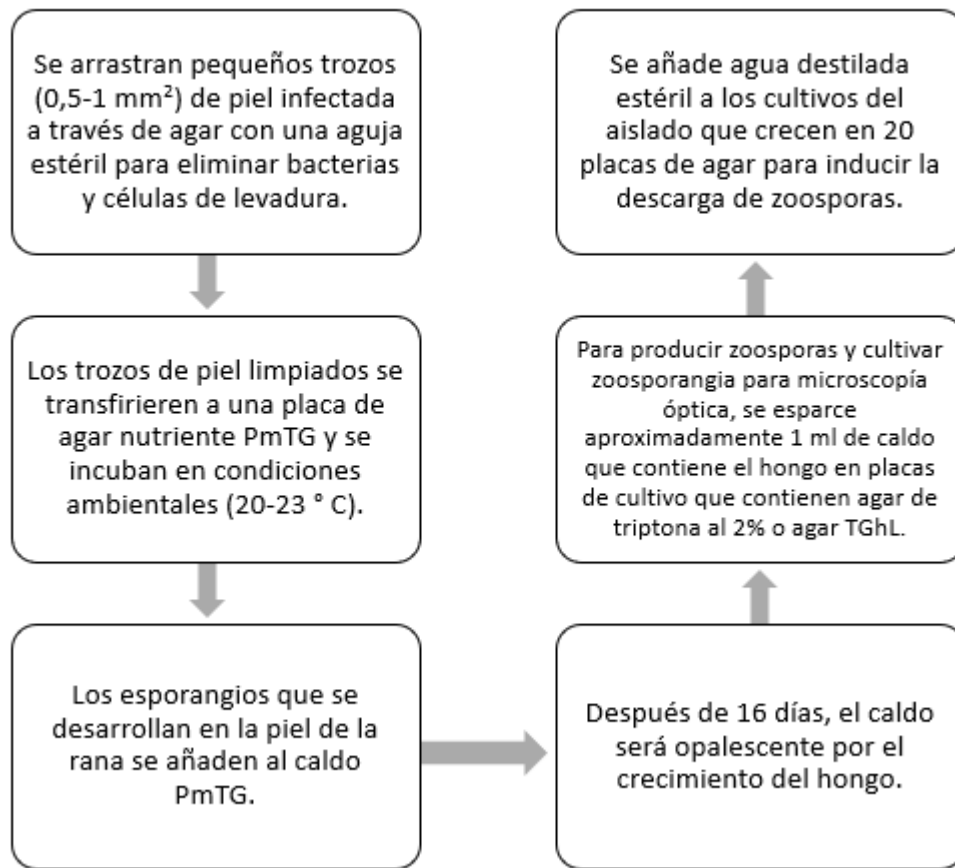 Se arrastran pequeños trozos
(0,5-1 mm²) de piel infectada
a través de agar con una aguja
estéril para eliminar bacterias
y células de levadura.
Los trozos de piel limpiados se
transfirieren a una placa de
agar nutriente PmTG y se
incuban en condiciones
ambientales (20-23 ° C).
Los esporangios que se
desarrollan en la piel de la
rana se añaden al caldo
PmTG.
Después de 16 días, el caldo
será opalescente por el
crecimiento del hongo.
Para producir zoosporas y cultivar
zoosporangia para microscopía
óptica, se esparce
aproximadamente 1 ml de caldo
que contiene el hongo en placas
de cultivo que contienen agar de
triptona al 2% o agar TGhL.
Se añade agua destilada
estéril a los cultivos del
aislado que crecen en 20
placas de agar para inducir la
descarga de zoosporas.